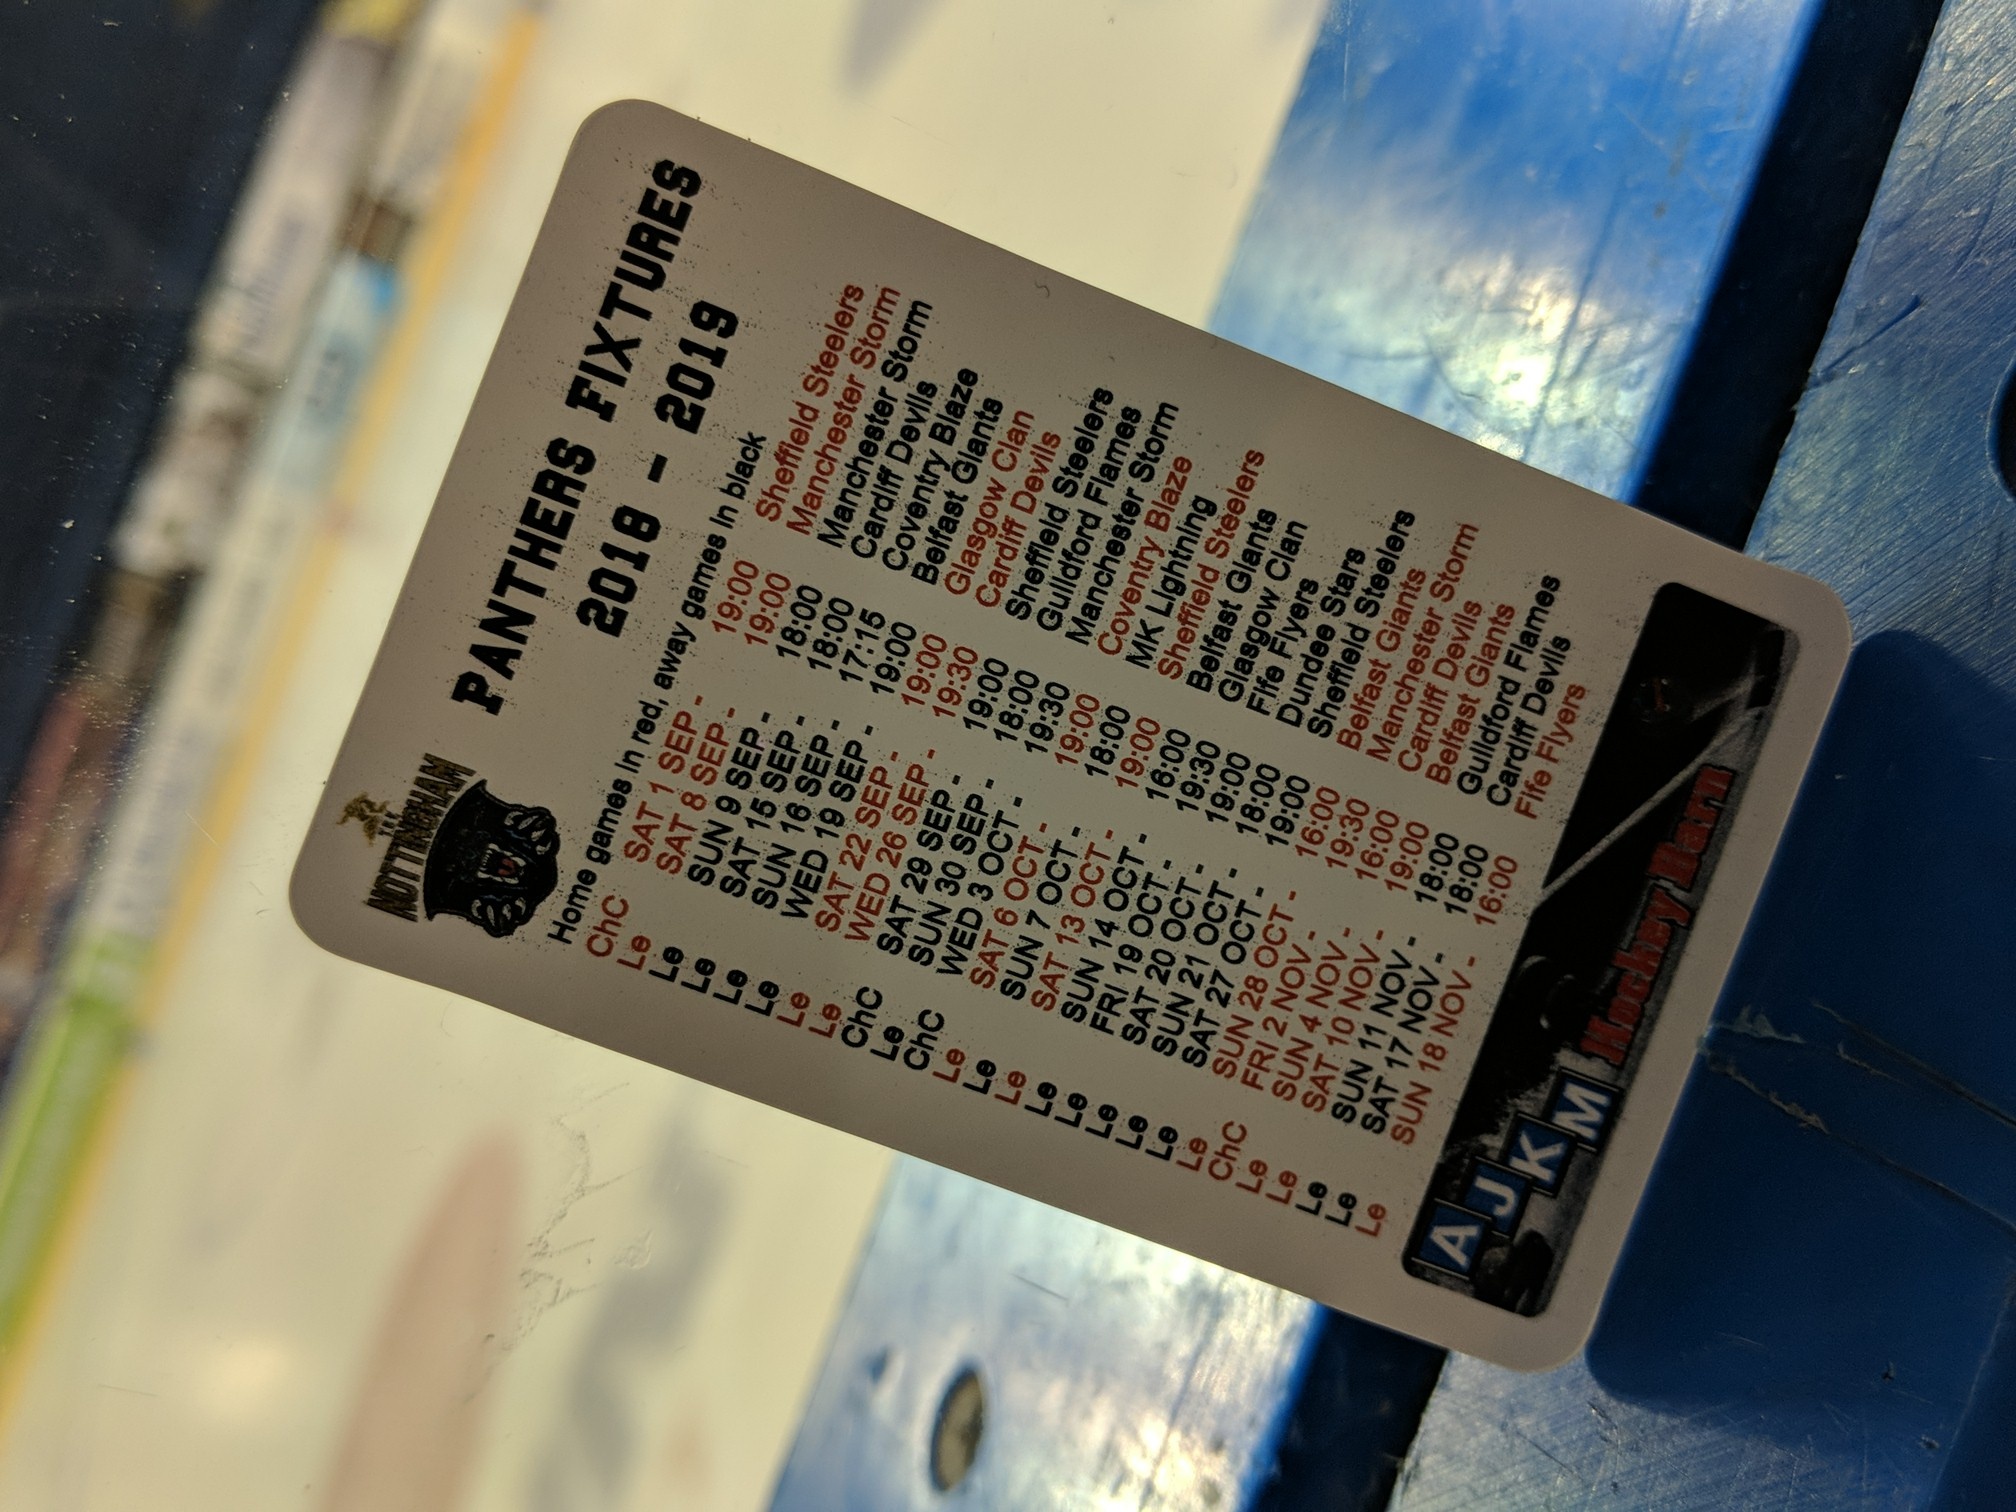 THE
NOTTINGHAM
PANTHERS FIXTURES
2018 - 2019
Home games in red, away games in black
ChC SAT 1 SEP - 19:00 Sheffield Steelers
Le SAT 8 SEP - 19:00 Manchester Storm
Le SUN 9 SEP - 18:00 Manchester Storm
Le SAT 15 SEP - 18:00 Cardiff Devils
Le SUN 16 SEP - 17:15 Coventry Blaze
Le WED 19 SEP - 19:00 Belfast Giants
Le SAT 22 SEP - 19:00 Glasgow Clan
Le WED 26 SEP - 19:30 Cardiff Devils
ChC SAT 29 SEP - 19:00 Sheffield Steelers
Le SUN 30 SEP - 18:00 Guildford Flames
ChC WED 3 OCT - 19:30 Manchester Storm
Le SAT 6 OCT - 19:00 Coventry Blaze
Le SUN 7 OCT - 18:00 MK Lightning
Le SAT 13 OCT - 19:00 Sheffield Steelers
Le SUN 14 OCT - 16:00 Belfast Giants
Le FRI 19 OCT - 19:30 Glasgow Clan
Le SAT 20 OCT - 19:00 Fife Flyers
Le SUN 21 OCT - 18:00 Dundee Stars
Le SAT 27 OCT - 19:00 Sheffield Steelers
Le SUN 28 OCT - 16:00 Belfast Giants
ChC FRI 2 NOV - 19:30 Manchester Storm
Le SUN 4 NOV - 16:00 Cardiff Devils
Le SAT 10 NOV - 19:00 Belfast Giants
Le SUN 11 NOV - 18:00 Guildford Flames
Le SAT 17 NOV - 18:00 Cardiff Devils
Le SUN 18 NOV - 16:00 Fife Flyers
AJKM Hockey Dam